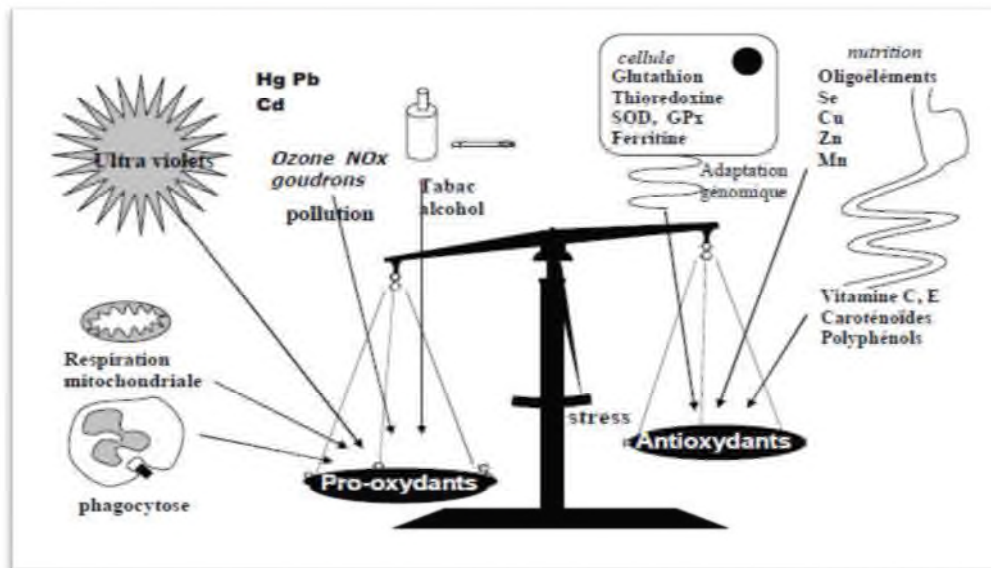 Ultra violets
Hg Pb
Cd
Ozone NOx
goudrons
pollution
Tabac
alcohol
cellule
Glutathion
Thioredoxine
SOD, GPx
Ferritine
Adaptation
génomique
nutrition
Oligoéléments
Se
Cu
Zn
Mn
Vitamine C, E
Caroténoïdes
Polyphénols
Respiration
mitochondriale
phagocytose
stress
Pro-oxydants
Antioxydants